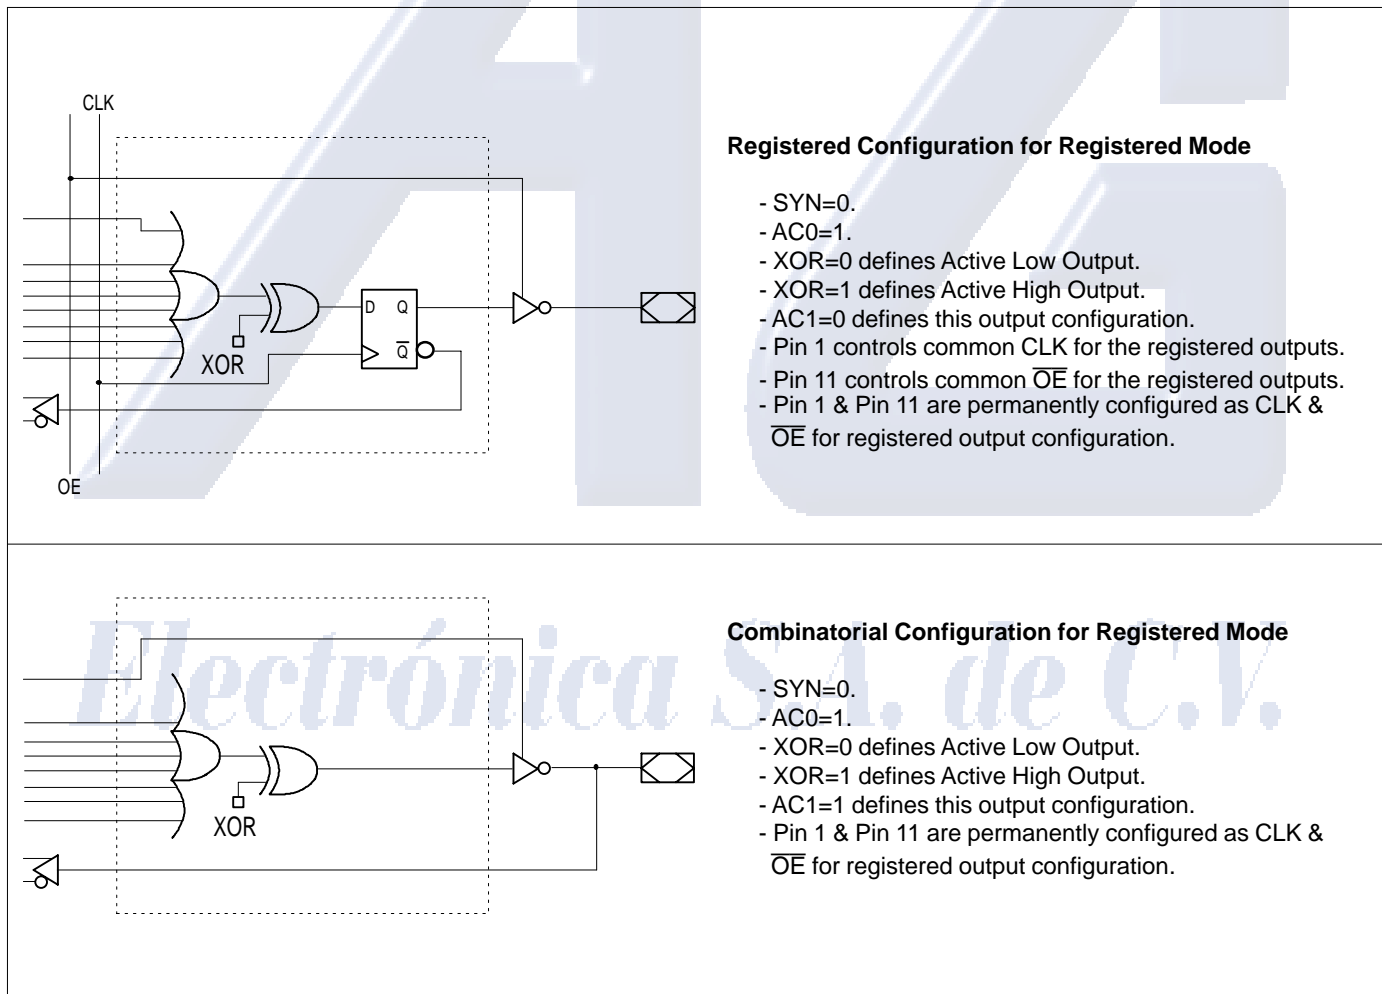 CLK
D Q
Q̅
XOR
OE
Registered Configuration for Registered Mode
- SYN=0.
- AC0=1.
- XOR=0 defines Active Low Output.
- XOR=1 defines Active High Output.
- AC1=0 defines this output configuration.
- Pin 1 controls common CLK for the registered outputs.
- Pin 11 controls common O̅E̅ for the registered outputs.
- Pin 1 & Pin 11 are permanently configured as CLK &
O̅E̅ for registered output configuration.
XOR
Combinatorial Configuration for Registered Mode
- SYN=0.
- AC0=1.
- XOR=0 defines Active Low Output.
- XOR=1 defines Active High Output.
- AC1=1 defines this output configuration.
- Pin 1 & Pin 11 are permanently configured as CLK &
O̅E̅ for registered output configuration.
AG
Electrónica S.A. de C.V.